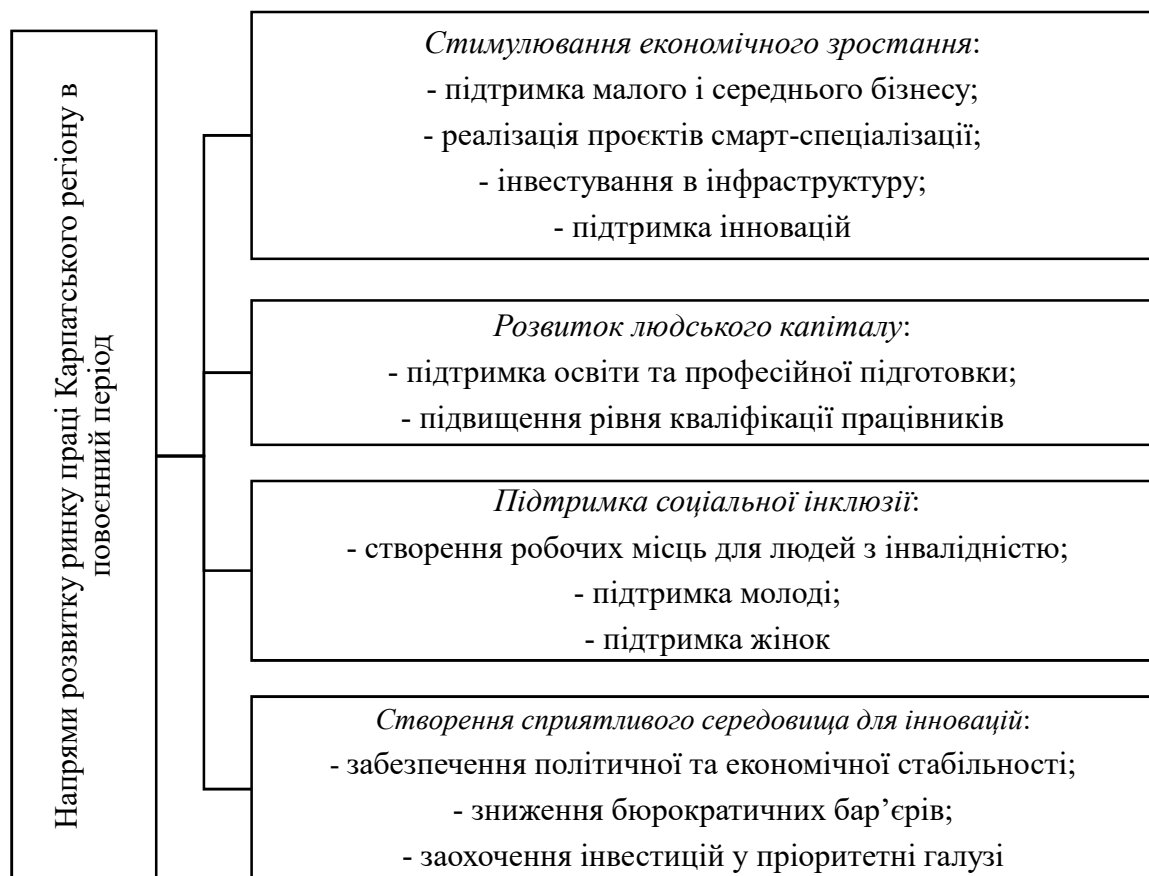 Напрями розвитку ринку праці Карпатського регіону в
повоєнний період
Стимулювання економічного зростання:
- підтримка малого і середнього бізнесу;
- реалізація проєктів смарт-спеціалізації;
- інвестування в інфраструктуру;
- підтримка інновацій
Розвиток людського капіталу:
- підтримка освіти та професійної підготовки;
- підвищення рівня кваліфікації працівників
Підтримка соціальної інклюзії:
- створення робочих місць для людей з інвалідністю;
- підтримка молоді;
- підтримка жінок
Створення сприятливого середовища для інновацій:
- забезпечення політичної та економічної стабільності;
- зниження бюрократичних бар’єрів;
- заохочення інвестицій у пріоритетні галузі